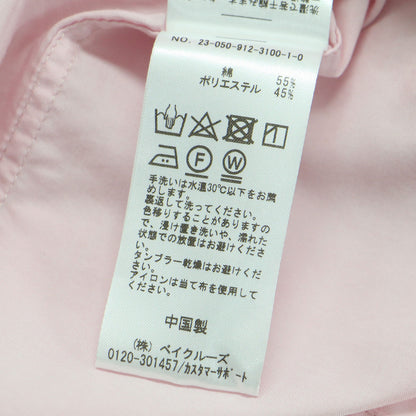 NO. 23-050-912-3100-1-0
綿 55%
ポリエステル 45%
F W
手洗いは水温30℃以下をお薦
めします。
裏返して洗ってください。
色移りすることがありますの
で、浸け置き洗いや、濡れた
状態での放置はお避けくださ
い。
タンブラー乾燥はお避けください。
アイロンは当て布を使用してく
ださい。
中国製
(株) ベイクルーズ
0120-301457/カスタマーサポート